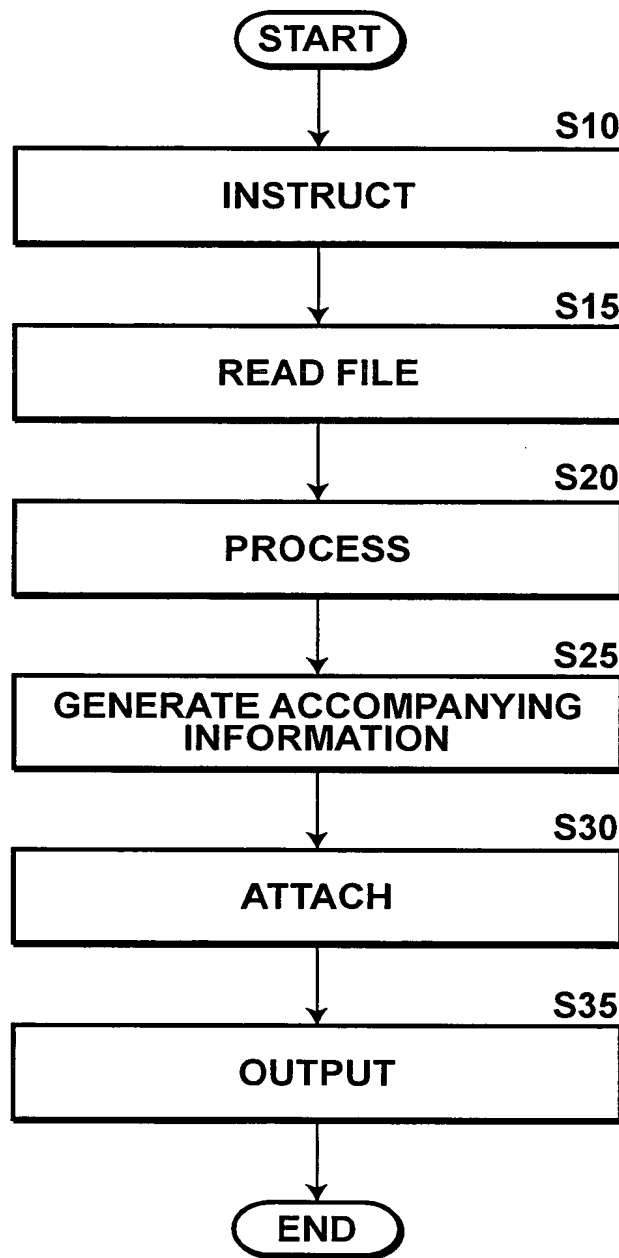 START
S10
INSTRUCT
S15
READ FILE
S20
PROCESS
S25
GENERATE ACCOMPANYING
INFORMATION
S30
ATTACH
S35
OUTPUT
END